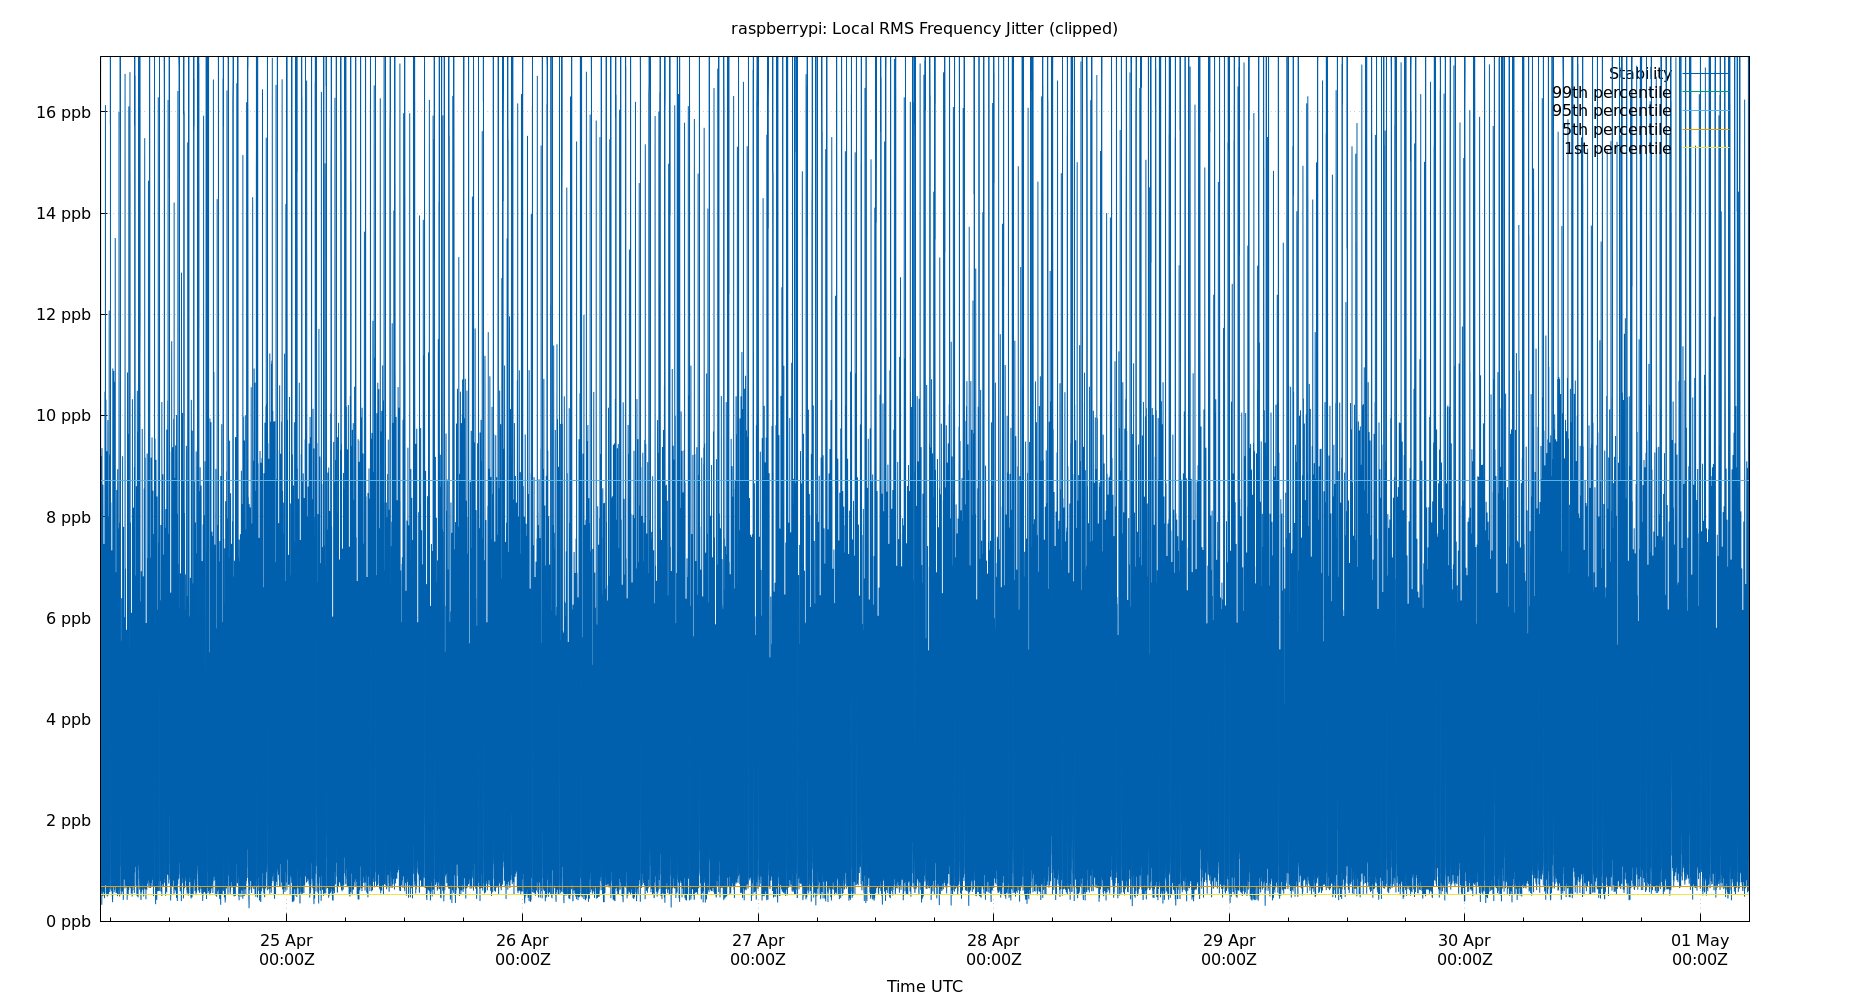 raspberrypi: Local RMS Frequency Jitter (clipped)
Stability
99th percentile
95th percentile
5th percentile
1st percentile
16 ppb
14 ppb
12 ppb
10 ppb
8 ppb
6 ppb
4 ppb
2 ppb
0 ppb
25 Apr 26 Apr 27 Apr 28 Apr 29 Apr 30 Apr 01 May
00:00Z 00:00Z 00:00Z 00:00Z 00:00Z 00:00Z 00:00Z
Time UTC